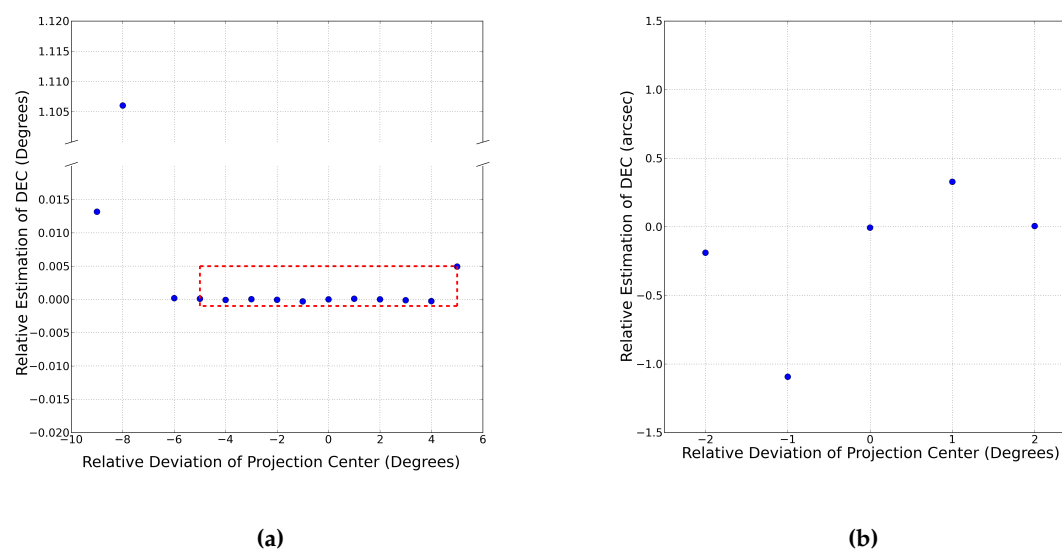 1.120
1.115
1.110
1.105
0.015
0.010
0.005
0.000
−0.005
−0.010
−0.015
−0.020
−10 −8 −6 −4 −2 0 2 4 6
Relative Deviation of Projection Center (Degrees)
Relative Estimation of DEC (Degrees)
(a)
1.5
1.0
0.5
0.0
−0.5
−1.0
−1.5
−2 −1 0 1 2
Relative Deviation of Projection Center (Degrees)
Relative Estimation of DEC (arcsec)
(b)